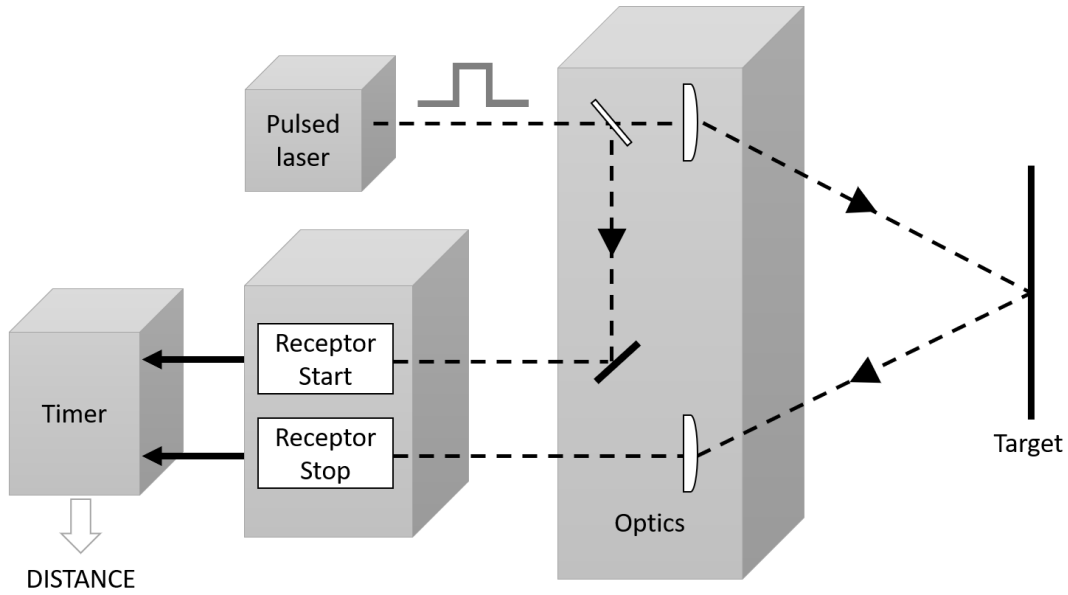 Pulsed
laser
Receptor
Start
Receptor
Stop
Timer
Optics
Target
DISTANCE